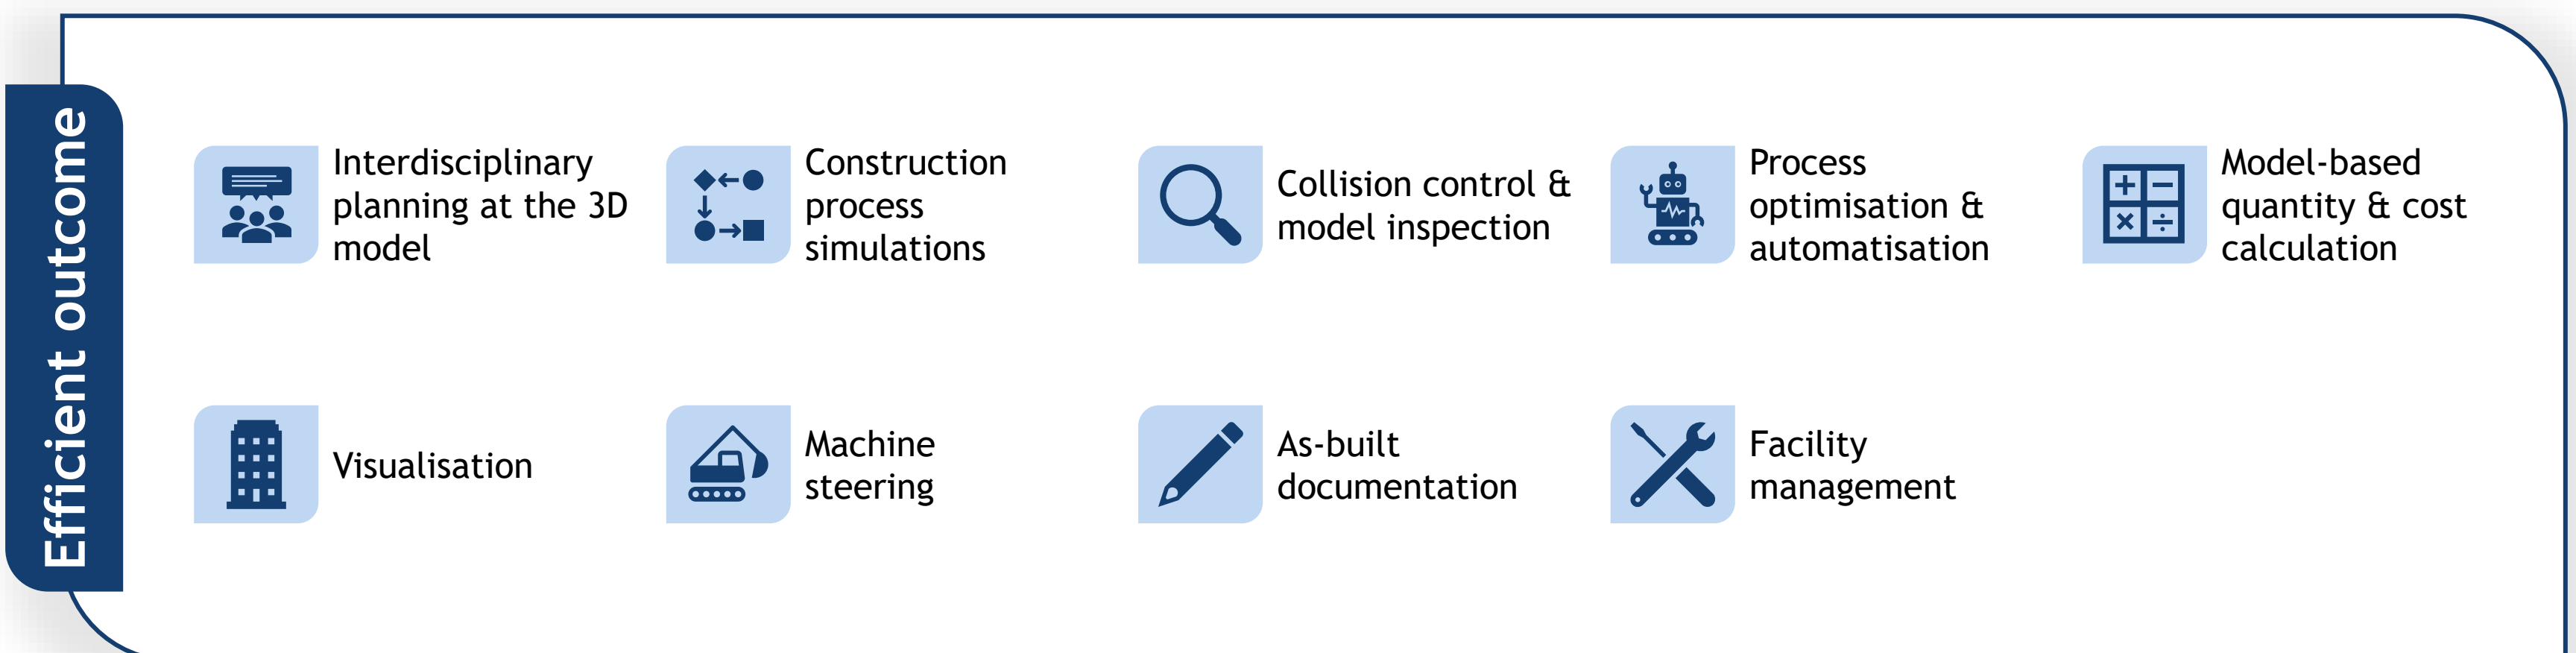 Efficient outcome
Interdisciplinary
planning at the 3D
model
Construction
process
simulations
Collision control &
model inspection
Process
optimisation &
automatisation
Model-based
quantity & cost
calculation
Visualisation
Machine
steering
As-built
documentation
Facility
management